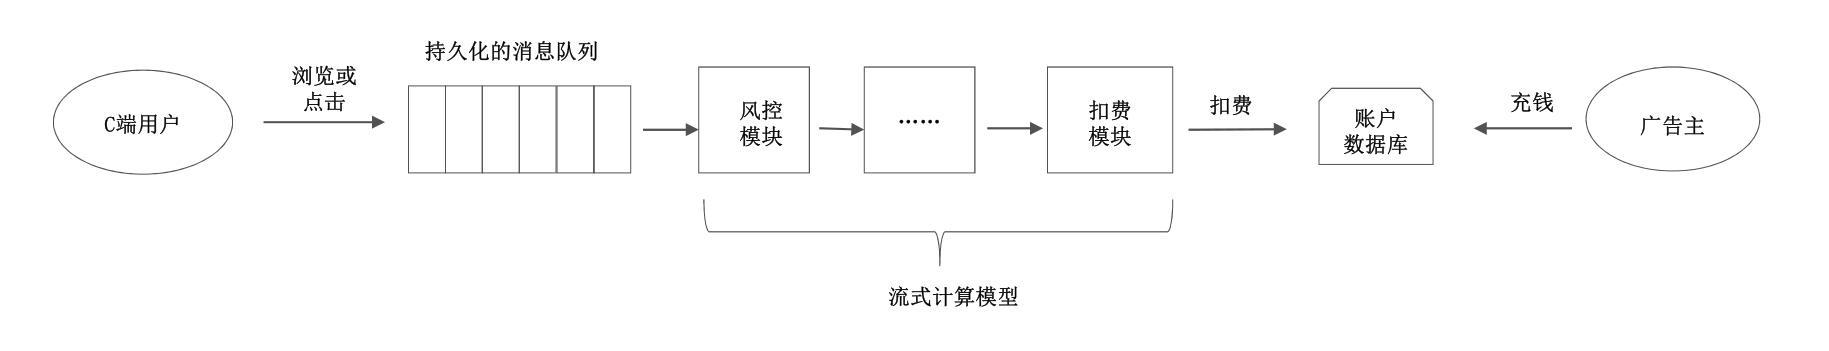 持久化的消息队列
浏览或
点击
C端用户
风控
模块
......
扣费
模块
扣费
账户
数据库
充钱
广告主
流式计算模型